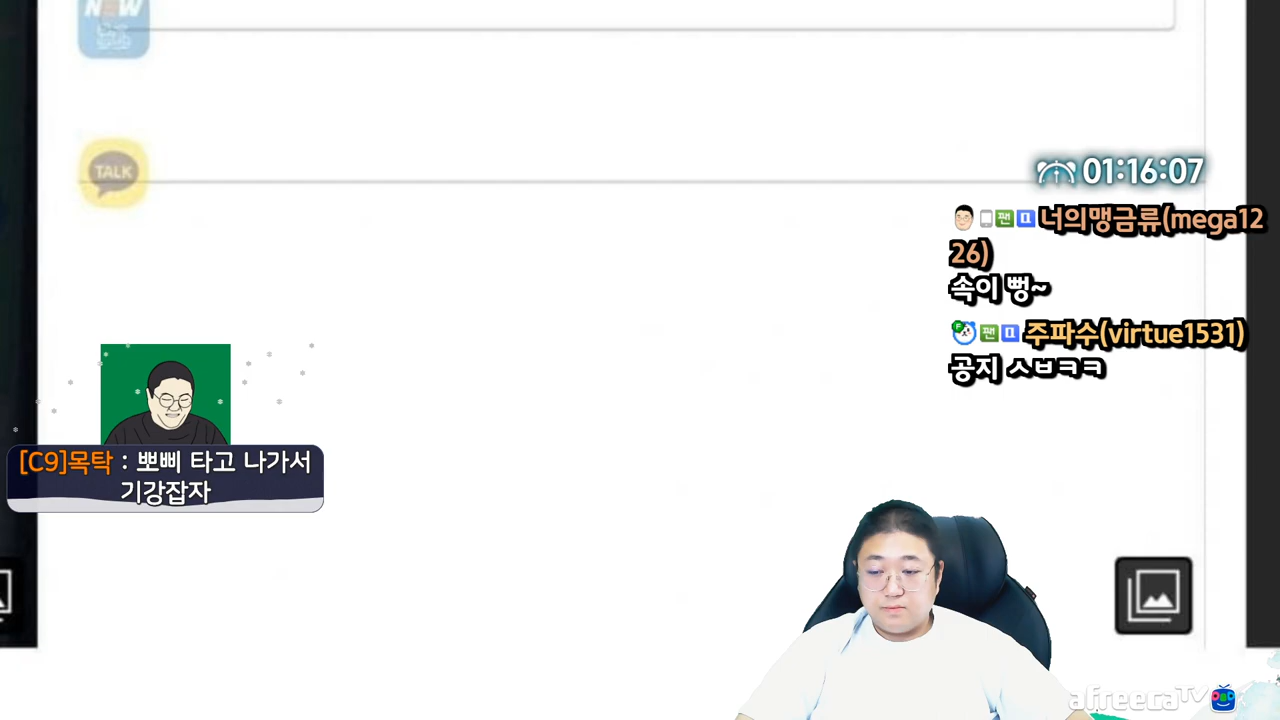 NEW
TALK
01:16:07
너의맹금류(mega12
26)
속이 뻥~
주파수(virtue1531)
공지 ㅅㅂㅋㅋ
[C9]목탁 : 뽀삐 타고 나가서
기강잡자
afreecaTV